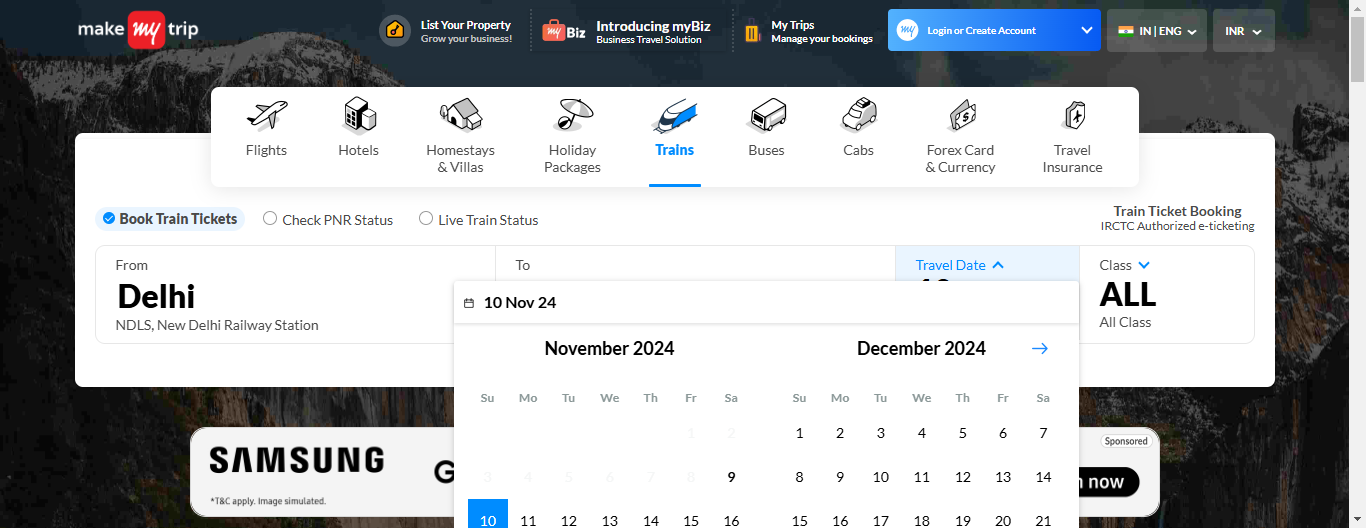 make my trip
List Your Property
Grow your business!
my Biz
Introducing myBiz
Business Travel Solution
My Trips
Manage your bookings
my
Login or Create Account
IN | ENG
INR
Flights
Hotels
Homestays
& Villas
Holiday
Packages
Trains
Buses
Cabs
Forex Card
& Currency
Travel
Insurance
Book Train Tickets
Check PNR Status
Live Train Status
Train Ticket Booking
IRCTC Authorized e-ticketing
From
Delhi
NDLS, New Delhi Railway Station
To
Travel Date
Class
ALL
All Class
10 Nov 24
November 2024
Su Mo Tu We Th Fr Sa
1 2
3 4 5 6 7 8 9
10 11 12 13 14 15 16
December 2024
Su Mo Tu We Th Fr Sa
1 2 3 4 5 6 7
8 9 10 11 12 13 14
15 16 17 18 19 20 21
SAMSUNG
*T&C apply. Image simulated.
G
Sponsored
now